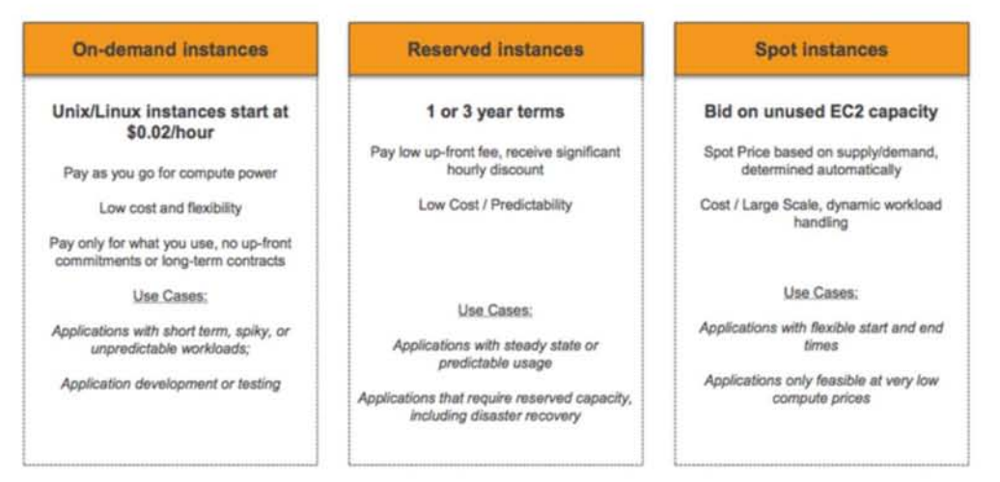 On-demand instances
Unix/Linux instances start at
$0.02/hour
Pay as you go for compute power
Low cost and flexibility
Pay only for what you use, no up-front
commitments or long-term contracts
Use Cases:
Applications with short term, spiky, or
unpredictable workloads;
Application development or testing
Reserved instances
1 or 3 year terms
Pay low up-front fee, receive significant
hourly discount
Low Cost / Predictability
Use Cases:
Applications with steady state or
predictable usage
Applications that require reserved capacity,
including disaster recovery
Spot instances
Bid on unused EC2 capacity
Spot Price based on supply/demand,
determined automatically
Cost / Large Scale, dynamic workload
handling
Use Cases:
Applications with flexible start and end
times
Applications only feasible at very low
compute prices